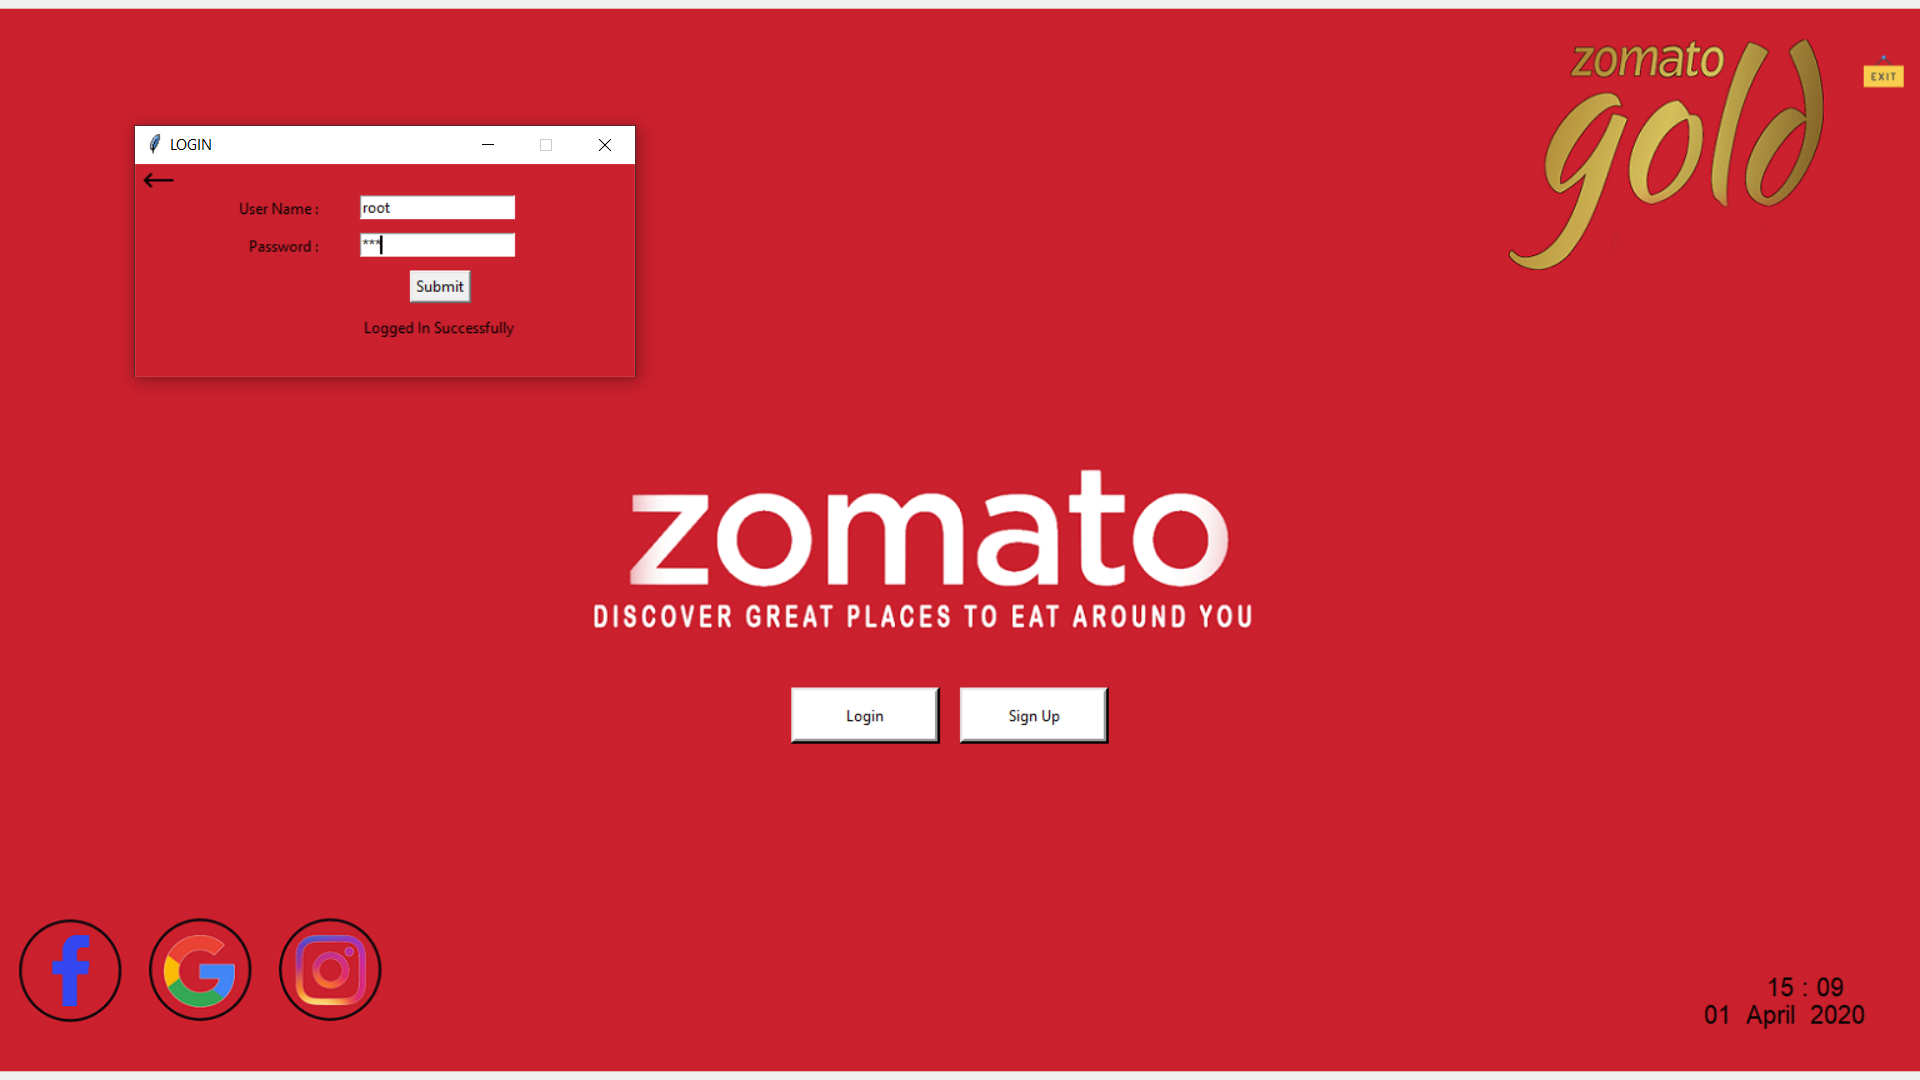 zomato
gold
EXIT
LOGIN
User Name :
root
Password :
***
Submit
Logged In Successfully
zomato
DISCOVER GREAT PLACES TO EAT AROUND YOU
Login
Sign Up
15 : 09
01 April 2020